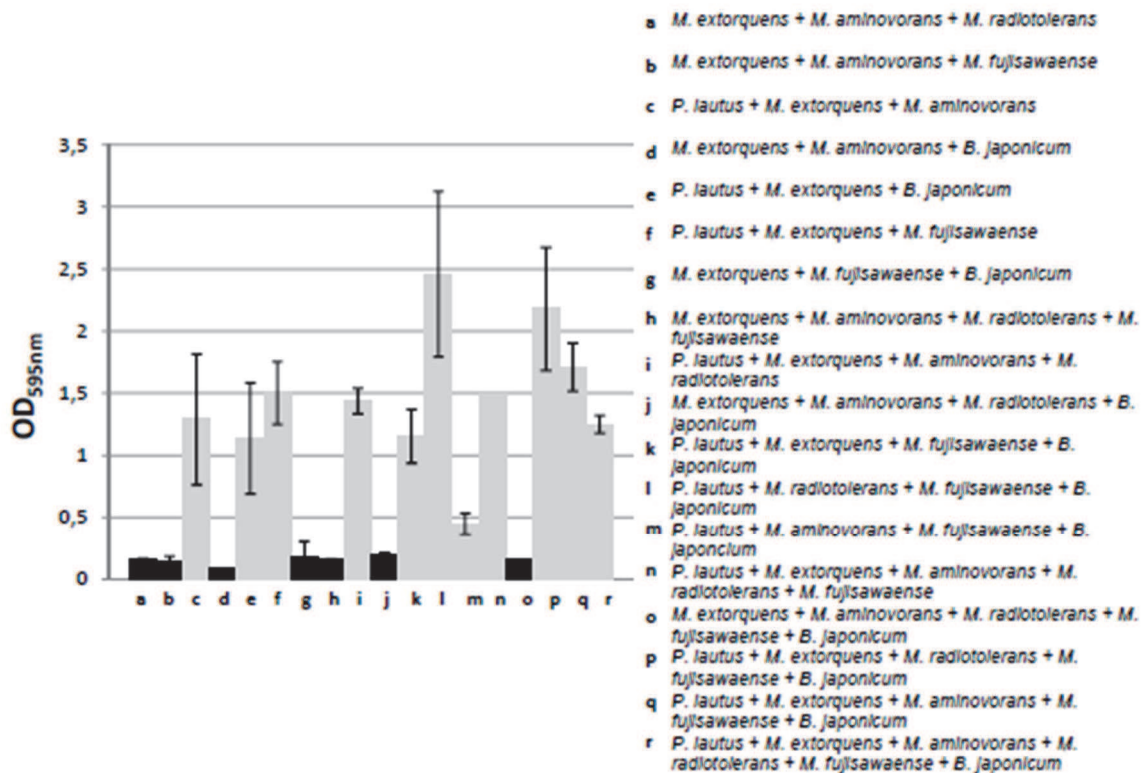 a M. extorquens + M. aminovorans + M. radiotolerans
b M. extorquens + M. aminovorans + M. fujisawaense
c P. lautus + M. extorquens + M. aminovorans
d M. extorquens + M. aminovorans + B. japonicum
e P. lautus + M. extorquens + B. japonicum
f P. lautus + M. extorquens + M. fujisawaense
g M. extorquens + M. fujisawaense + B. japonicum
h M. extorquens + M. aminovorans + M. radiotolerans + M.
fujisawaense
i P. lautus + M. extorquens + M. aminovorans + M.
radiotolerans
j M. extorquens + M. aminovorans + M. radiotolerans + B.
japonicum
k P. lautus + M. extorquens + M. fujisawaense + B.
japonicum
l P. lautus + M. radiotolerans + M. fujisawaense + B.
japonicum
m P. lautus + M. aminovorans + M. fujisawaense + B.
japoncium
n P. lautus + M. extorquens + M. aminovorans + M.
radiotolerans + M. fujisawaense
o M. extorquens + M. aminovorans + M. radiotolerans + M.
fujisawaense + B. japonicum
p P. lautus + M. extorquens + M. radiotolerans + M.
fujisawaense + B. japonicum
q P. lautus + M. extorquens + M. aminovorans + M.
fujisawaense + B. japonicum
r P. lautus + M. extorquens + M. aminovorans + M.
radiotolerans + M. fujisawaense + B. japonicum
OD595nm
3,5
3
2,5
2
1,5
1
0,5
0
a b c d e f g h i j k l m n o p q r